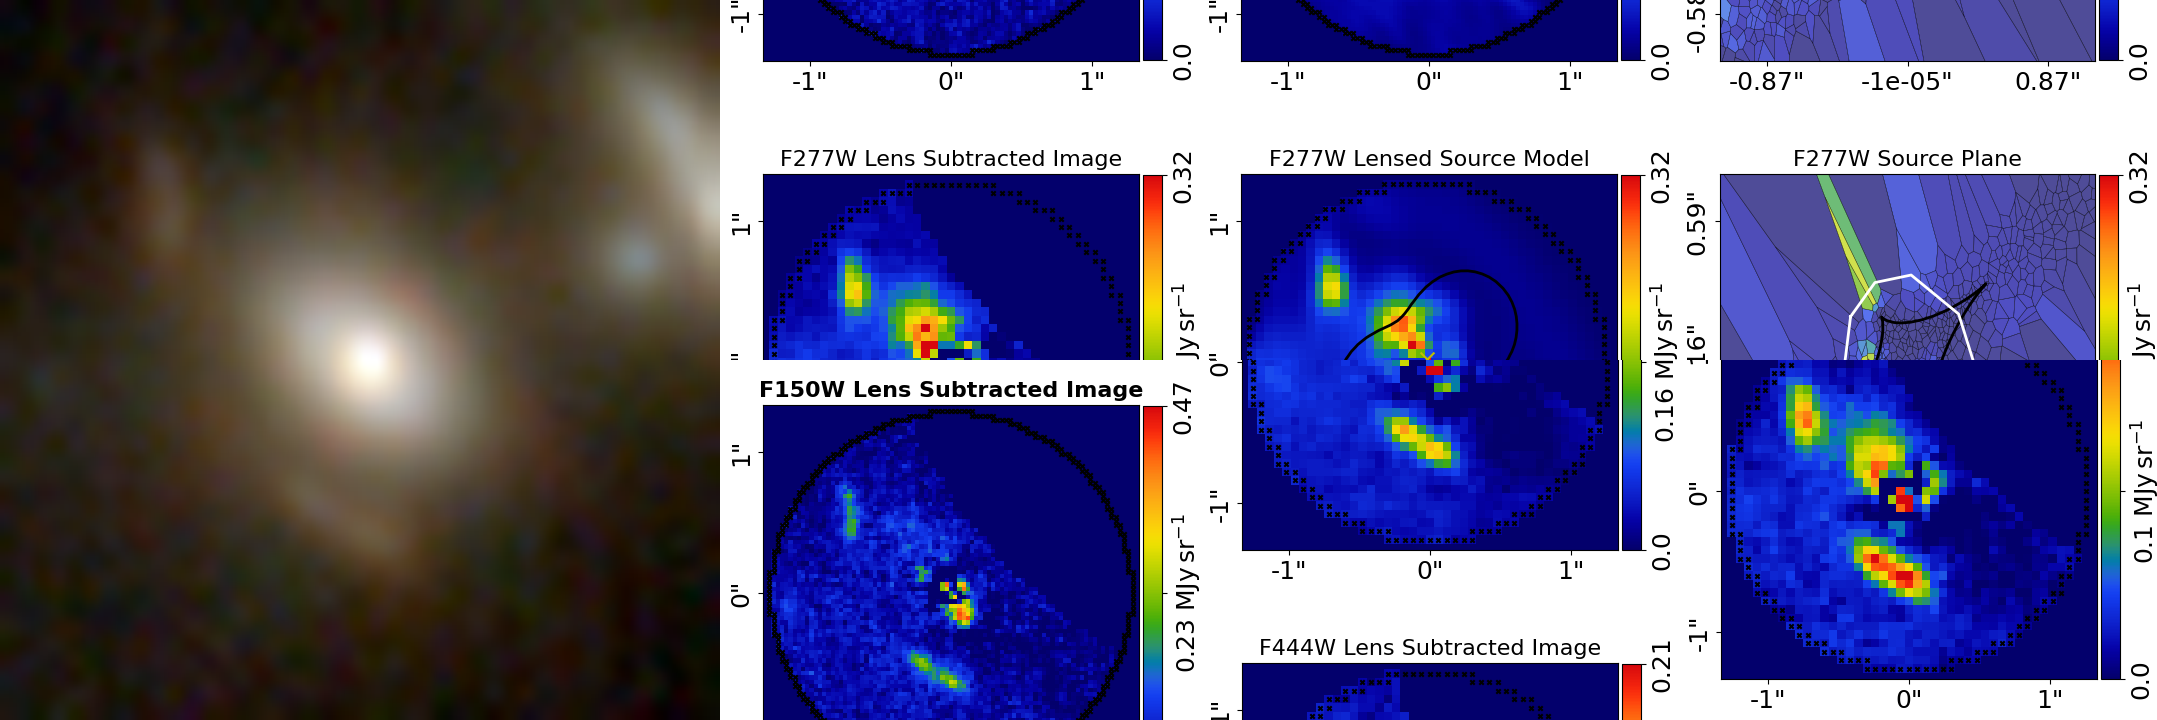 -1"
0.0
-1"
0.0
-0.58
0.0
-1" 0" 1"
-1" 0" 1"
-0.87" -1e-05" 0.87"
F277W Lens Subtracted Image
F277W Lensed Source Model
F277W Source Plane
1"
0.32
1"
0.32
0.59"
0.32
Jy sr⁻¹
0"
0.16 MJy sr⁻¹
16"
Jy sr⁻¹
F150W Lens Subtracted Image
0.47
1"
0"
0.23 MJy sr⁻¹
-1"
0.0
-1" 0" 1"
0"
-1"
0.1 MJy sr⁻¹
0.0
-1" 0" 1"
F444W Lens Subtracted Image
0.21